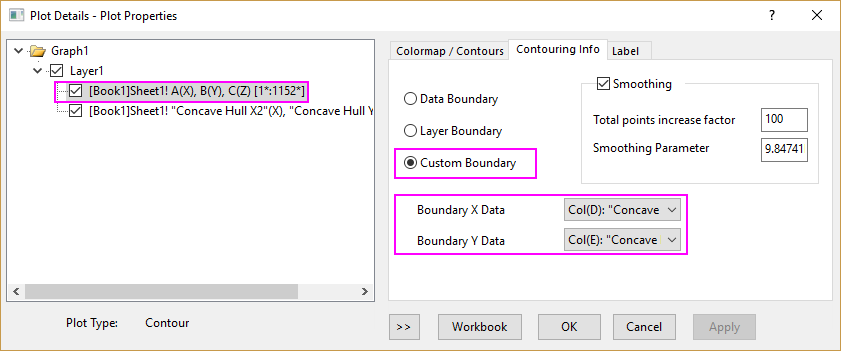 Plot Details - Plot Properties
Graph1
Layer1
[Book1]Sheet1! A(X), B(Y), C(Z) [1*:1152*]
[Book1]Sheet1! "Concave Hull X2"(X), "Concave Hull Y
Plot Type: Contour
Colormap / Contours Contouring Info Label
Data Boundary
Layer Boundary
Custom Boundary
Smoothing
Total points increase factor 100
Smoothing Parameter 9.84741
Boundary X Data Col(D): "Concave
Boundary Y Data Col(E): "Concave
>> Workbook OK Cancel Apply